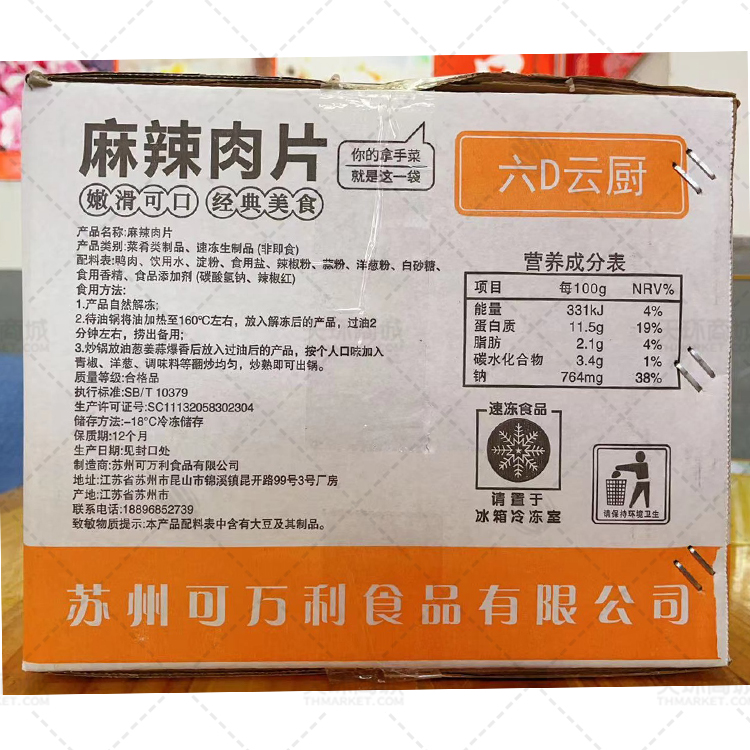 麻辣肉片
你的拿手菜
就是这一袋
嫩滑可口 经典美食
六D云厨
产品名称:麻辣肉片
产品类别:菜肴类制品、速冻生制品(非即食)
配料表:鸭肉、饮用水、淀粉、食用盐、辣椒粉、蒜粉、洋葱粉、白砂糖、
食用香精、食品添加剂(碳酸氢钠、辣椒红)
食用方法:
1.产品自然解冻;
2.待油锅将油加热至160℃左右，放入解冻后的产品，过油2
分钟左右，捞出备用;
3.炒锅放油葱姜蒜爆香后放入过油后的产品，按个人口味加入
青椒、洋葱、调味料等翻炒均匀，炒熟即可出锅。
质量等级:合格品
执行标准:SB/T 10379
生产许可证号:SC11132058302304
储存方法:-18℃冷冻储存
保质期:12个月
生产日期:见封口处
制造商:苏州可万利食品有限公司
地址:江苏省苏州市昆山市锦溪镇昆开路99号3号厂房
产地:江苏省苏州市
联系电话:18896852739
致敏物质提示:本产品配料表中含有大豆及其制品。
营养成分表
项目 每100g NRV%
能量 331kJ 4%
蛋白质 11.5g 19%
脂肪 2.1g 4%
碳水化合物 3.4g 1%
钠 764mg 38%
速冻食品
请置于
冰箱冷冻室
请保持环境卫生
苏州可万利食品有限公司
THMARKET.COM
THMARKET.COM